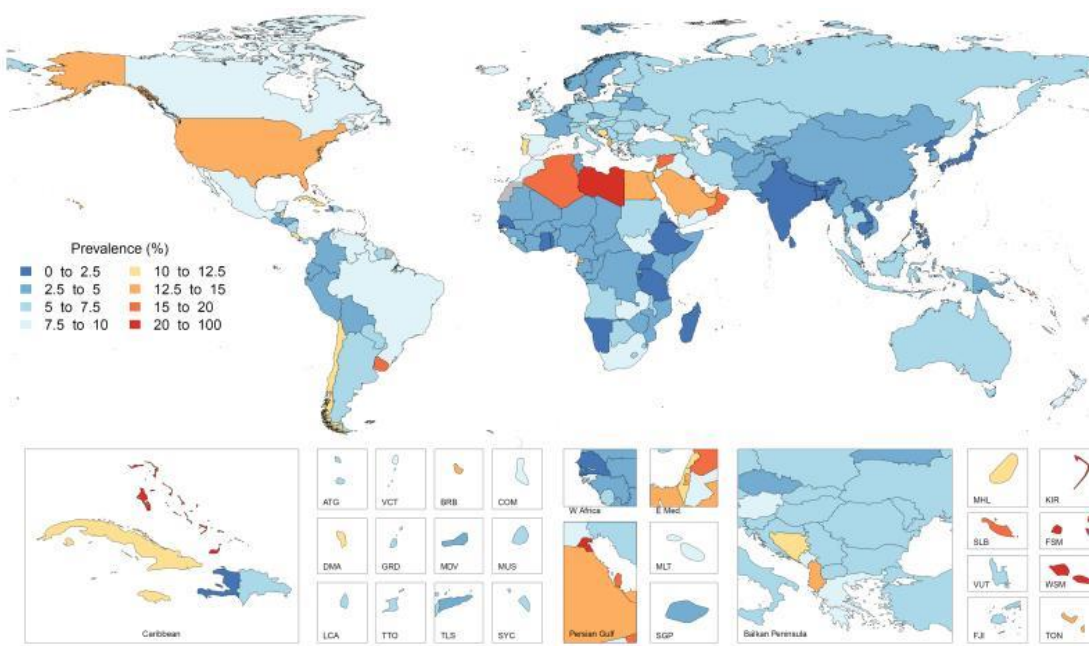 Prevalence (%)
0 to 2.5
10 to 12.5
2.5 to 5
12.5 to 15
5 to 7.5
15 to 20
7.5 to 10
20 to 100
Caribbean
ATG
VCT
BRB
COM
DMA
GRD
MDV
MUS
LCA
TTO
TLS
SYC
W Africa
E Med.
Persian Gulf
MLT
SGP
Balkan Peninsula
MHL
KIR
SLB
FSM
VUT
WSM
FJI
TON